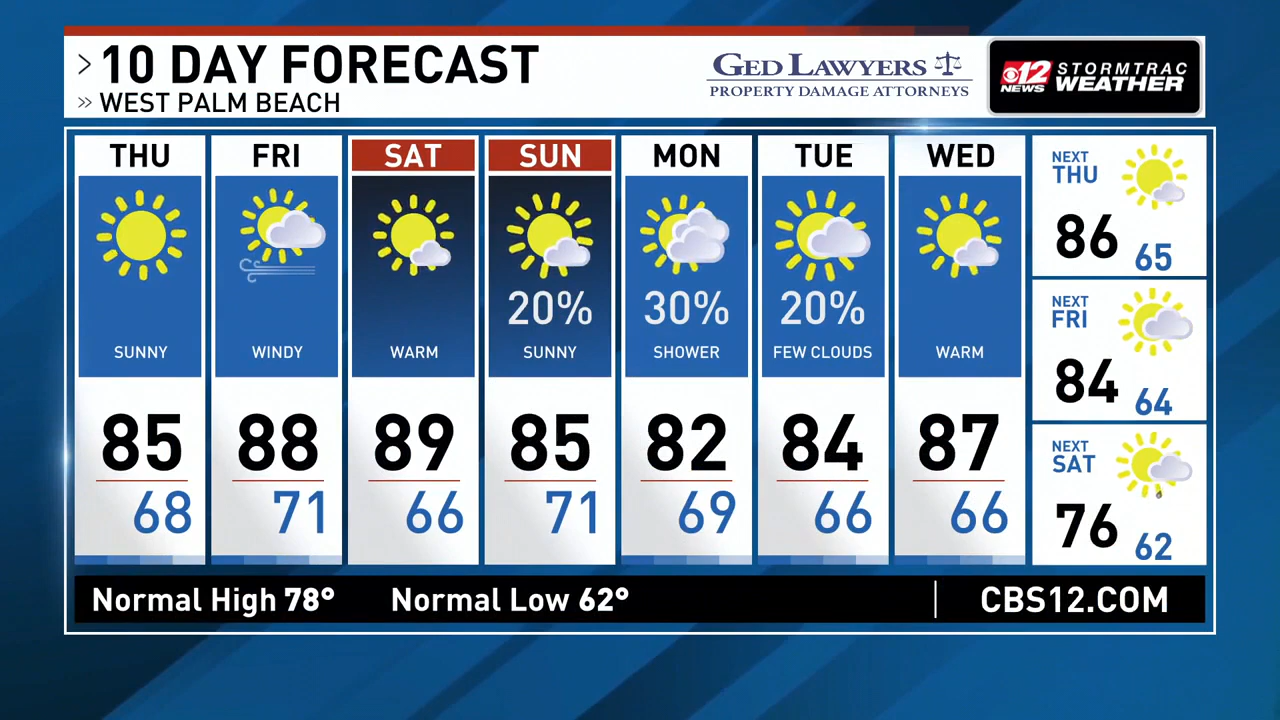 > 10 DAY FORECAST
» WEST PALM BEACH
GED LAWYERS
PROPERTY DAMAGE ATTORNEYS
12 NEWS
STORMTRAC
WEATHER
THU
SUNNY
85
68
FRI
WINDY
88
71
SAT
WARM
89
66
SUN
20%
SUNNY
85
71
MON
30%
SHOWER
82
69
TUE
20%
FEW CLOUDS
84
66
WED
WARM
87
66
NEXT
THU
86 65
NEXT
FRI
84 64
NEXT
SAT
76 62
Normal High 78° Normal Low 62°
CBS12.COM